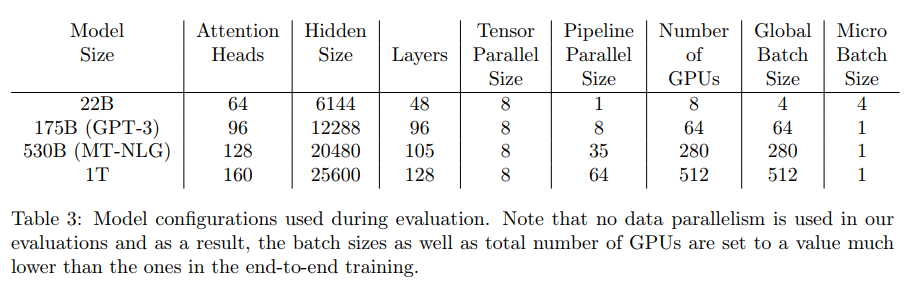 Model Attention Hidden Tensor Pipeline Number Global Micro
Size Heads Size Layers Parallel Parallel of Batch Batch
Size Size GPUs Size Size
22B 64 6144 48 8 1 8 4 4
175B (GPT-3) 96 12288 96 8 8 64 64 1
530B (MT-NLG) 128 20480 105 8 35 280 280 1
1T 160 25600 128 8 64 512 512 1
Table 3: Model configurations used during evaluation. Note that no data parallelism is used in our
evaluations and as a result, the batch sizes as well as total number of GPUs are set to a value much
lower than the ones in the end-to-end training.